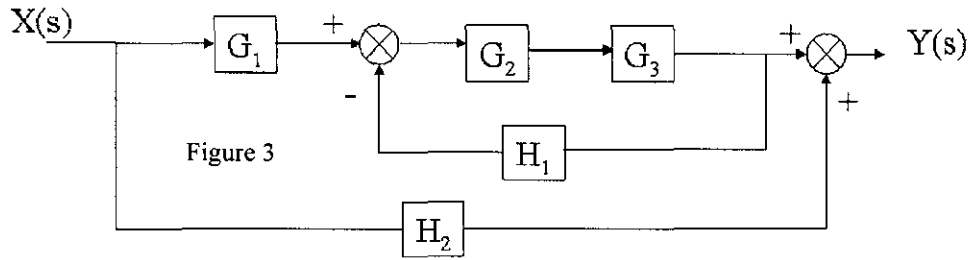 X(s) G₁ + G₂ G₃ + Y(s)
- +
Figure 3 H₁
H₂